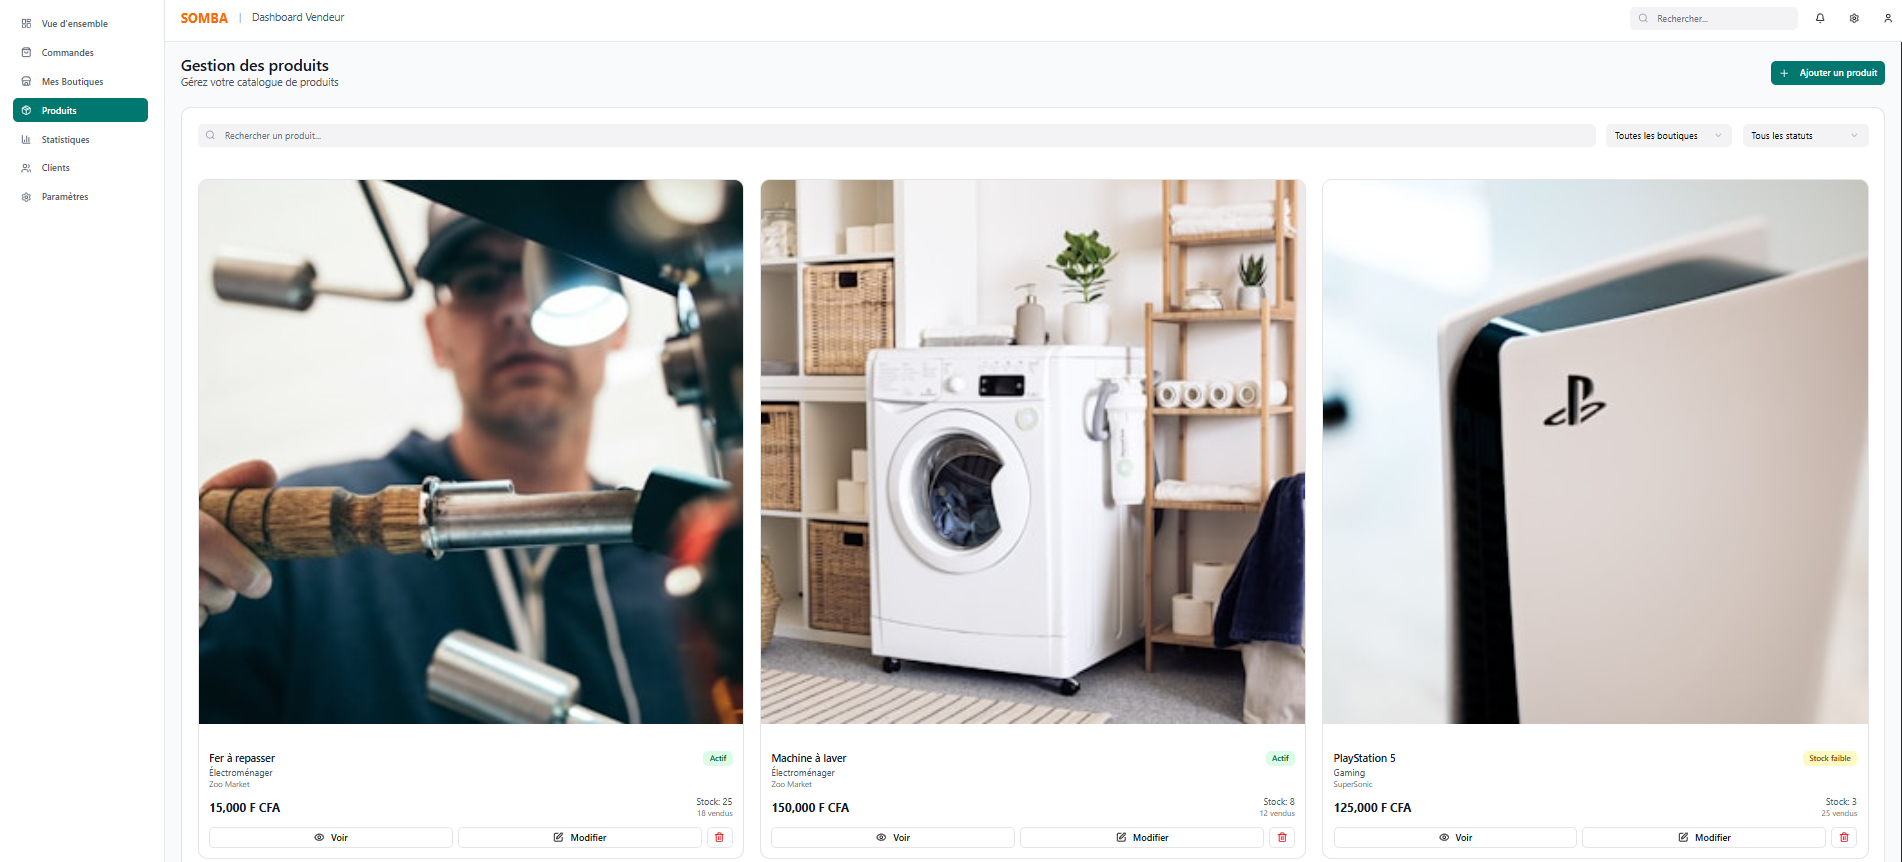 Vue d'ensemble
Commandes
Mes Boutiques
Produits
Statistiques
Clients
Paramètres
SOMBA | Dashboard Vendeur
Rechercher...
Gestion des produits
Gérez votre catalogue de produits
+ Ajouter un produit
Rechercher un produit...
Toutes les boutiques
Tous les statuts
Fer à repasser
Actif
Électroménager
Zoo Market
15,000 F CFA
Stock: 25
18 vendus
Voir
Modifier
Machine à laver
Actif
Électroménager
Zoo Market
150,000 F CFA
Stock: 8
12 vendus
Voir
Modifier
PlayStation 5
Stock faible
Gaming
SuperSonic
125,000 F CFA
Stock: 3
25 vendus
Voir
Modifier